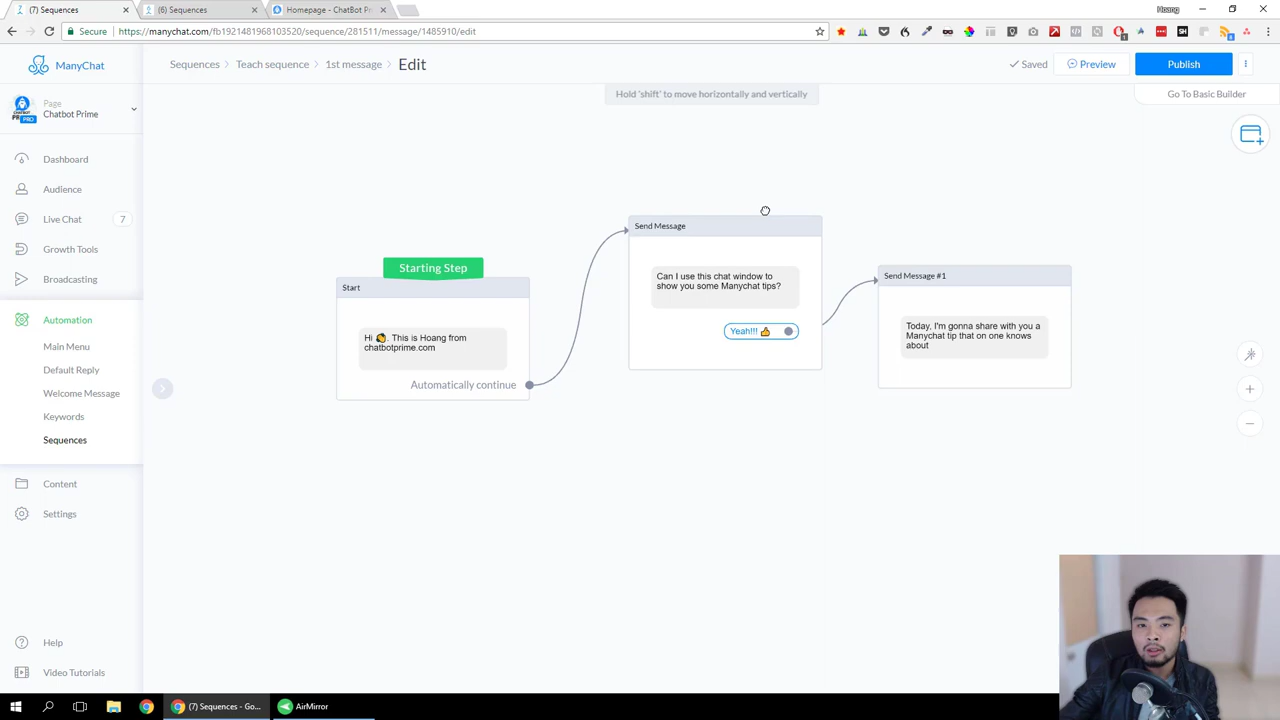 (7) Sequences
(6) Sequences
Homepage - ChatBot Pr
Hoang
Secure
https://manychat.com/fb1921481968103520/sequence/281511/message/1485910/edit
ManyChat
Sequences > Teach sequence > 1st message > Edit
✓ Saved
Preview
Publish
Hold 'shift' to move horizontally and vertically
Go To Basic Builder
Page
Chatbot Prime
PRO
Dashboard
Audience
Live Chat
7
Growth Tools
Broadcasting
Automation
Main Menu
Default Reply
Welcome Message
Keywords
Sequences
Content
Settings
Help
Video Tutorials
Starting Step
Start
Hi 👩. This is Hoang from
chatbotprime.com
Automatically continue
Send Message
Can I use this chat window to
show you some Manychat tips?
Yeah!!! 👍
Send Message #1
Today, I'm gonna share with you a
Manychat tip that on one knows
about
(7) Sequences - Go...
AirMirror